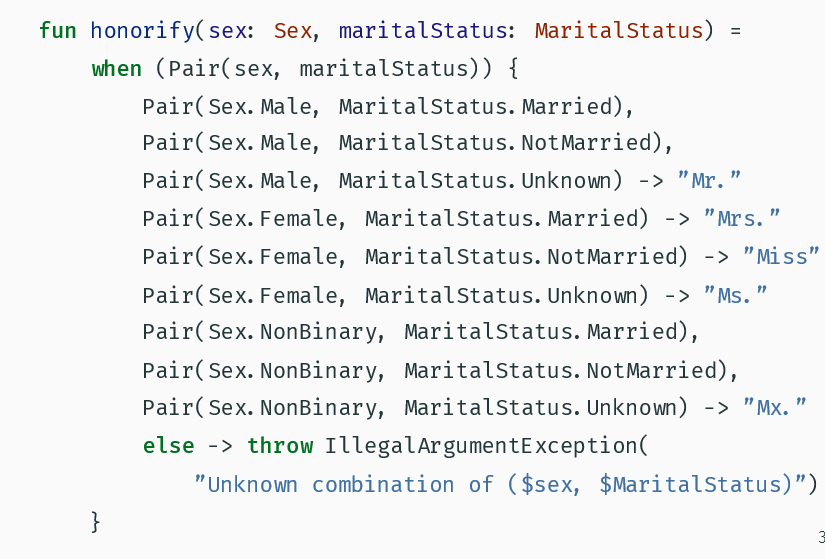 fun honorify(sex: Sex, maritalStatus: MaritalStatus) =
when (Pair(sex, maritalStatus)) {
Pair(Sex.Male, MaritalStatus.Married),
Pair(Sex.Male, MaritalStatus.NotMarried),
Pair(Sex.Male, MaritalStatus.Unknown) -> "Mr."
Pair(Sex.Female, MaritalStatus.Married) -> "Mrs."
Pair(Sex.Female, MaritalStatus.NotMarried) -> "Miss"
Pair(Sex.Female, MaritalStatus.Unknown) -> "Ms."
Pair(Sex.NonBinary, MaritalStatus.Married),
Pair(Sex.NonBinary, MaritalStatus.NotMarried),
Pair(Sex.NonBinary, MaritalStatus.Unknown) -> "Mx."
else -> throw IllegalArgumentException(
"Unknown combination of ($sex, $MaritalStatus)")
}
3